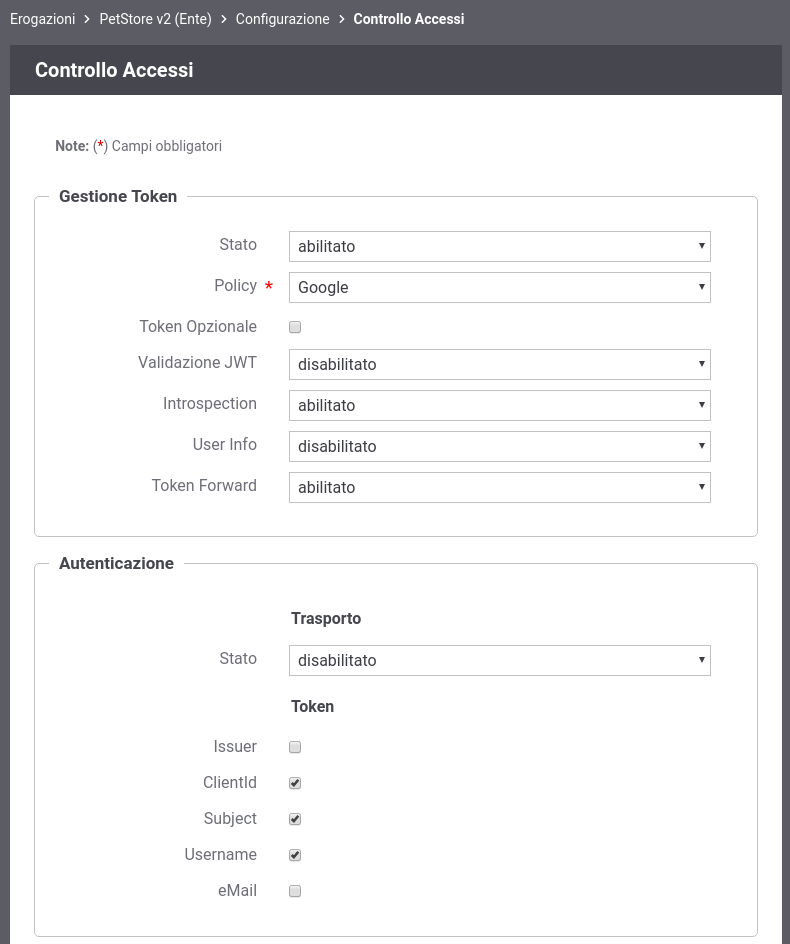 Erogazioni > PetStore v2 (Ente) > Configurazione > Controllo Accessi
Controllo Accessi
Note: (*) Campi obbligatori
Gestione Token
Stato abilitato
Policy * Google
Token Opzionale
Validazione JWT disabilitato
Introspection abilitato
User Info disabilitato
Token Forward abilitato
Autenticazione
Trasporto
Stato disabilitato
Token
Issuer
ClientId
Subject
Username
eMail